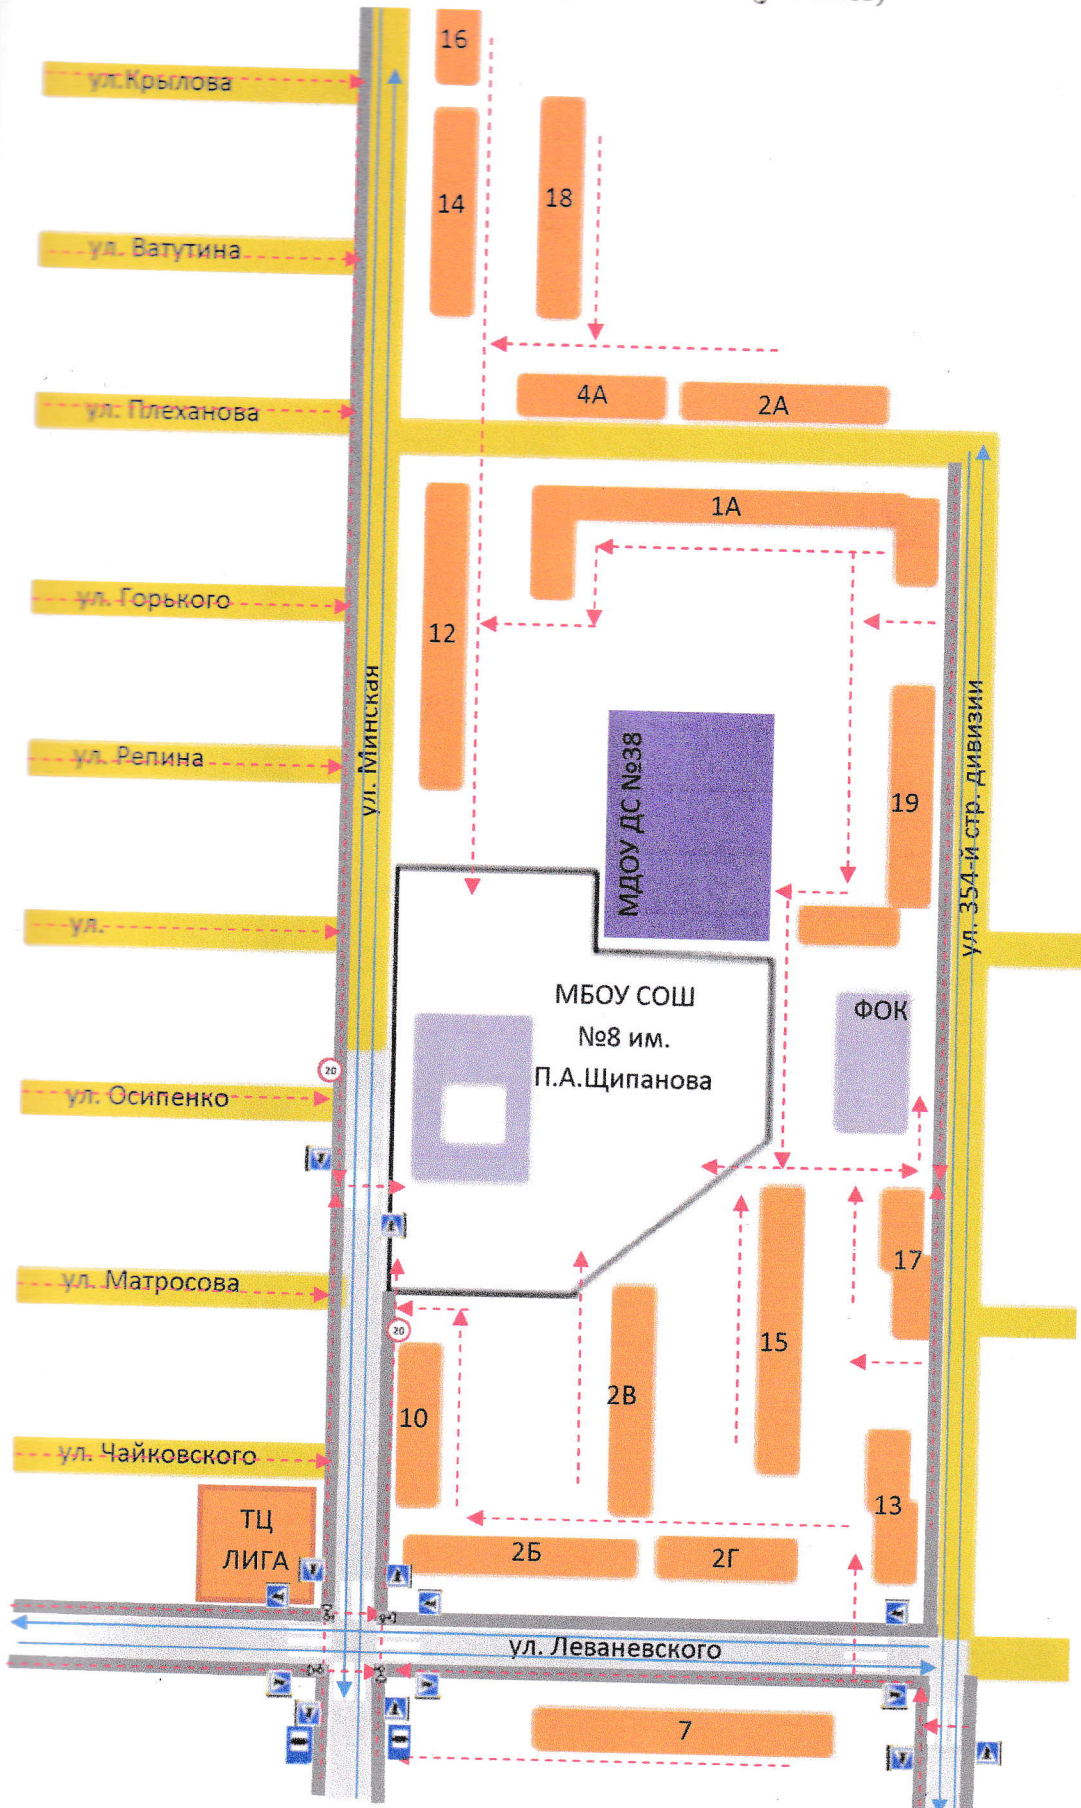 16
ул.Крылова
14
18
ул. Ватутина
4А
2А
ул. Плеханова
1А
ул. Горького
12
ул. Минская
ул. Репина
МДОУ ДС №38
19
ул. 354-й стр. дивизии
ул.
МБОУ СОШ
№8 им.
П.А.Щипанова
ФОК
20
ул. Осипенко
17
ул. Матросова
20
15
10
2В
ул. Чайковского
13
ТЦ
ЛИГА
2Б
2Г
ул. Леваневского
7